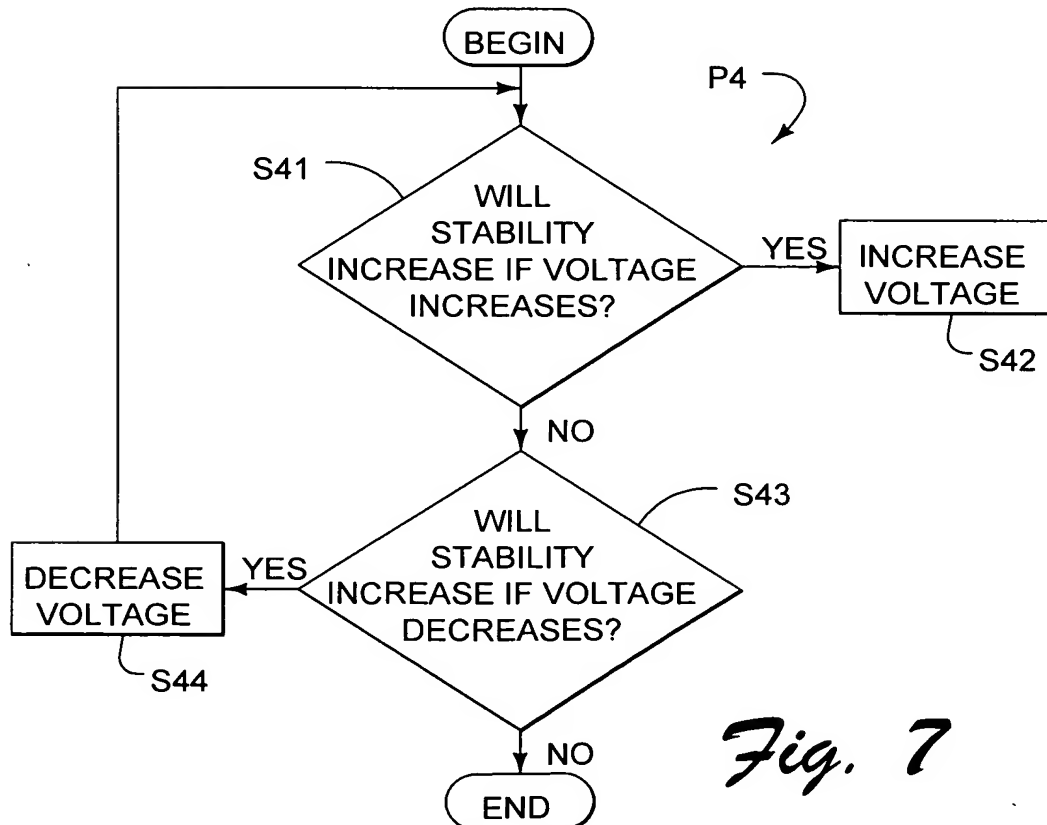 BEGIN
P4
S41
WILL
STABILITY
INCREASE IF VOLTAGE
INCREASES?
YES
INCREASE
VOLTAGE
S42
NO
S43
WILL
STABILITY
INCREASE IF VOLTAGE
DECREASES?
YES
DECREASE
VOLTAGE
S44
NO
END
Fig. 7